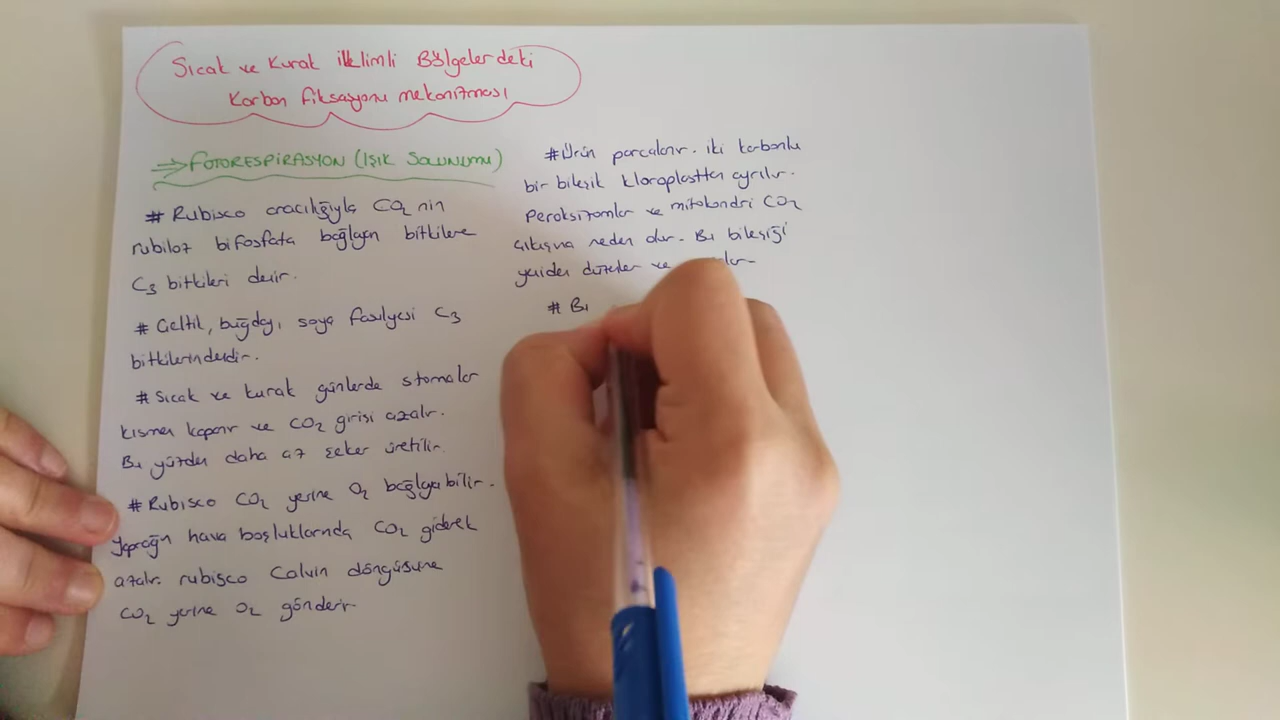 Sıcak ve Kurak iklimli Bölgelerdeki
Karbon Fiksasyonu mekanizması
⇒ FOTORESPİRASYON (IŞIK SOLUNUMU)
# Rubisco aracılığıyla CO₂ nin
rubiloz bifosfata bağlayan bitkilere
C₃ bitkileri denir.
# Çeltik, buğday, soya fasulyesi C₃
bitkilerindendir.
# Sıcak ve kurak günlerde stomalar
kısmen kapanır ve CO₂ girişi azalır.
Bu yüzden daha az şeker üretilir.
# Rubisco CO₂ yerine O₂ bağlayabilir.
Yaprağın hava boşluklarında CO₂ giderek
azalır. rubisco Calvin döngüsüne
CO₂ yerine O₂ gönderir
# Ürün parçalanır. iki karbonlu
bir bileşik kloroplasttan ayrılır.
Peroksizomlar ve mitokondri CO₂
çıkışına neden olur. Bu bileşiği
yeniden düzenler ve
# Bu